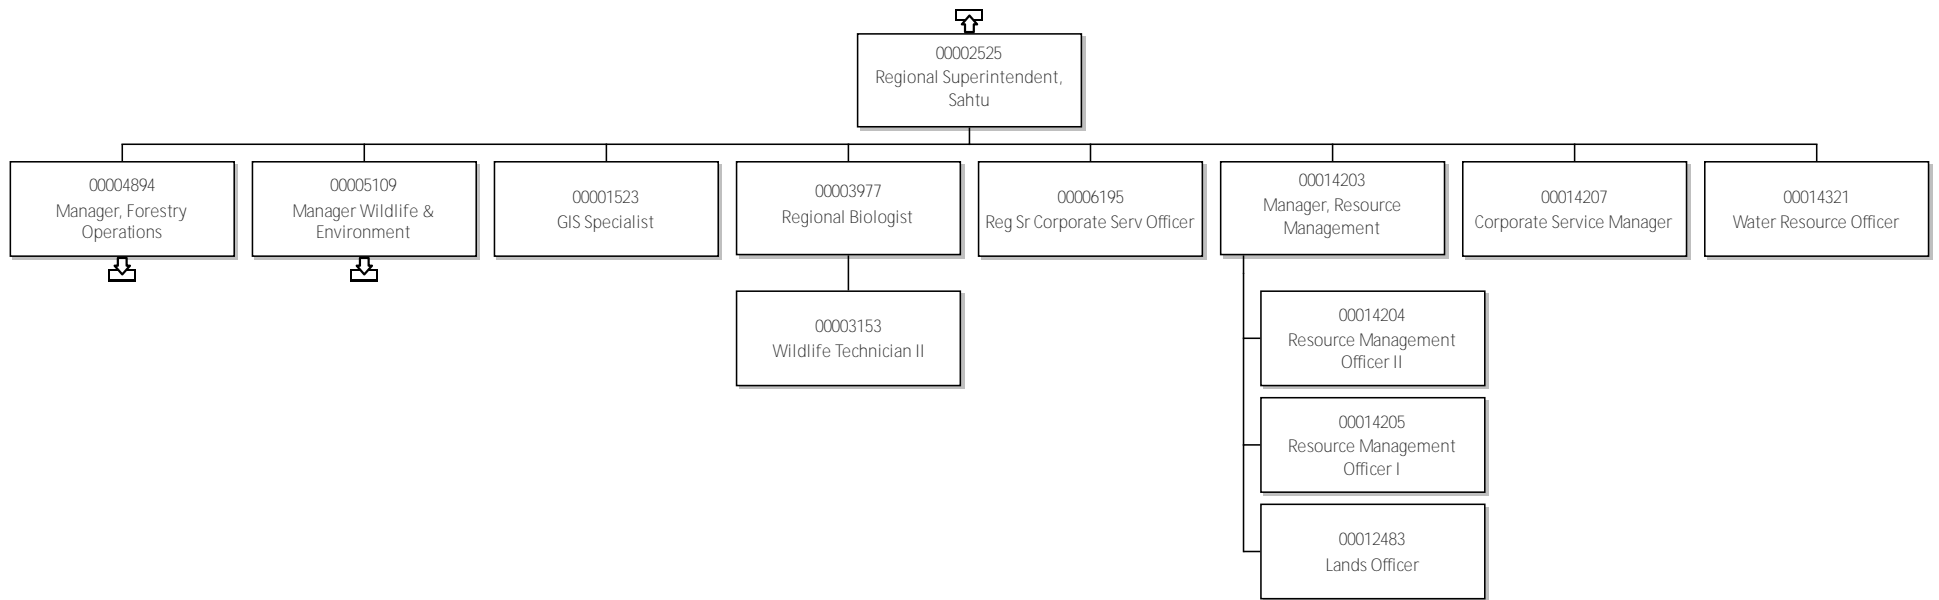 00002525
Regional Superintendent,
Sahtu
00004894
Manager, Forestry
Operations
00005109
Manager Wildlife &
Environment
00001523
GIS Specialist
00003977
Regional Biologist
00006195
Reg Sr Corporate Serv Officer
00014203
Manager, Resource
Management
00014207
Corporate Service Manager
00014321
Water Resource Officer
00003153
Wildlife Technician II
00014204
Resource Management
Officer II
00014205
Resource Management
Officer I
00012483
Lands Officer